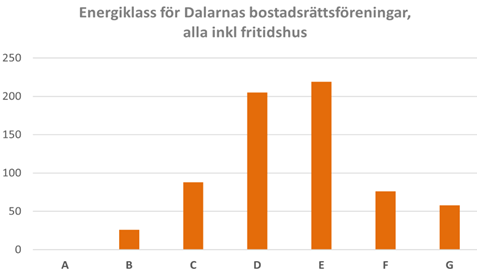 Energiklass för Dalarnas bostadsrättsföreningar,
alla inkl fritidshus
250
200
150
100
50
0
A B C D E F G